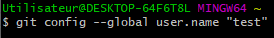 Utilisateur@DESKTOP-64F6T8L MINGW64 ~
$ git config --global user.name "test"